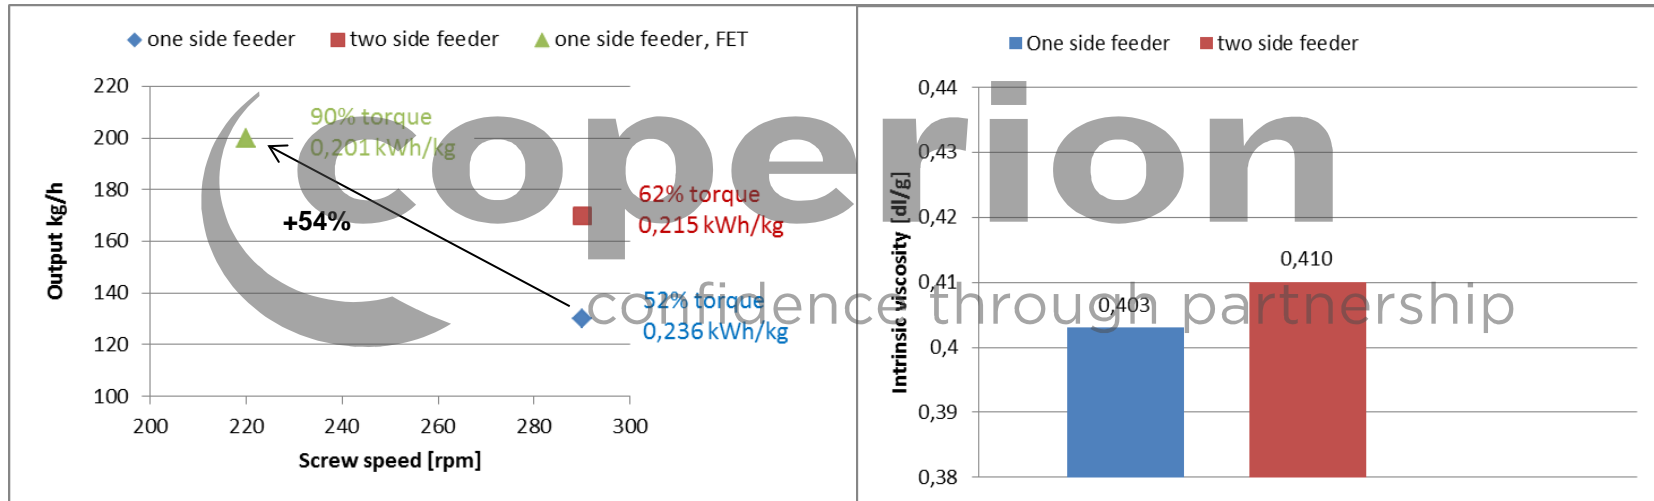 one side feeder two side feeder one side feeder, FET
220
200
180
160
140
120
100
Output kg/h
90% torque
0,201 kWh/kg
+54%
62% torque
0,215 kWh/kg
52% torque
0,236 kWh/kg
200 220 240 260 280 300
Screw speed [rpm]
One side feeder two side feeder
0,44
0,43
0,42
0,41
0,4
0,39
0,38
Intrinsic viscosity [dl/g]
0,403
0,410
coperion
confidence through partnership